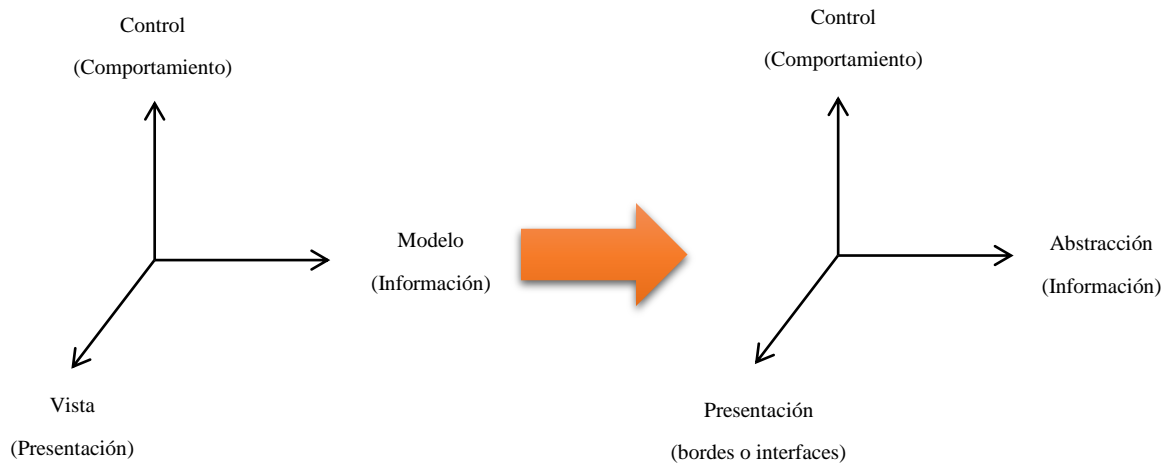 Control
(Comportamiento)
Modelo
(Información)
Vista
(Presentación)
Control
(Comportamiento)
Abstracción
(Información)
Presentación
(bordes o interfaces)